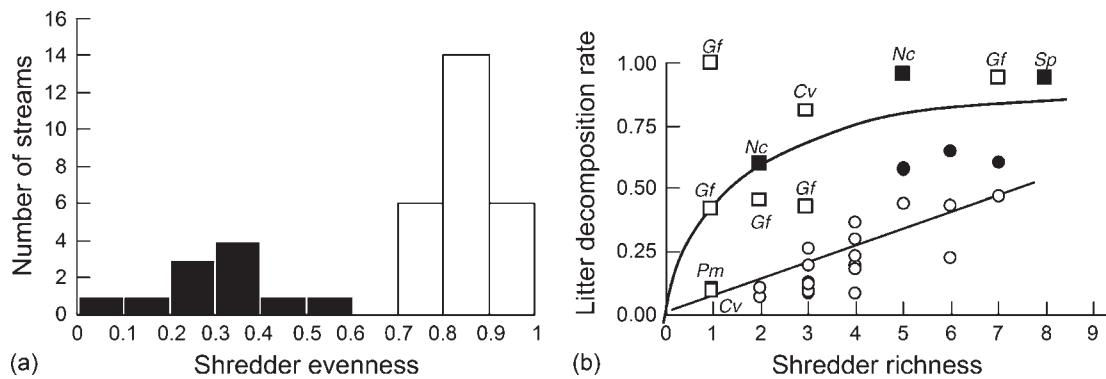 Number of streams
16
14
12
10
8
6
4
2
0
0 0.1 0.2 0.3 0.4 0.5 0.6 0.7 0.8 0.9 1
Shredder evenness
(a)
Litter decomposition rate
1.00
0.75
0.50
0.25
0.00
Gf
Nc
Gf
Sp
Cv
Nc
Gf
Gf
Gf
Pm
Cv
0 1 2 3 4 5 6 7 8 9
Shredder richness
(b)